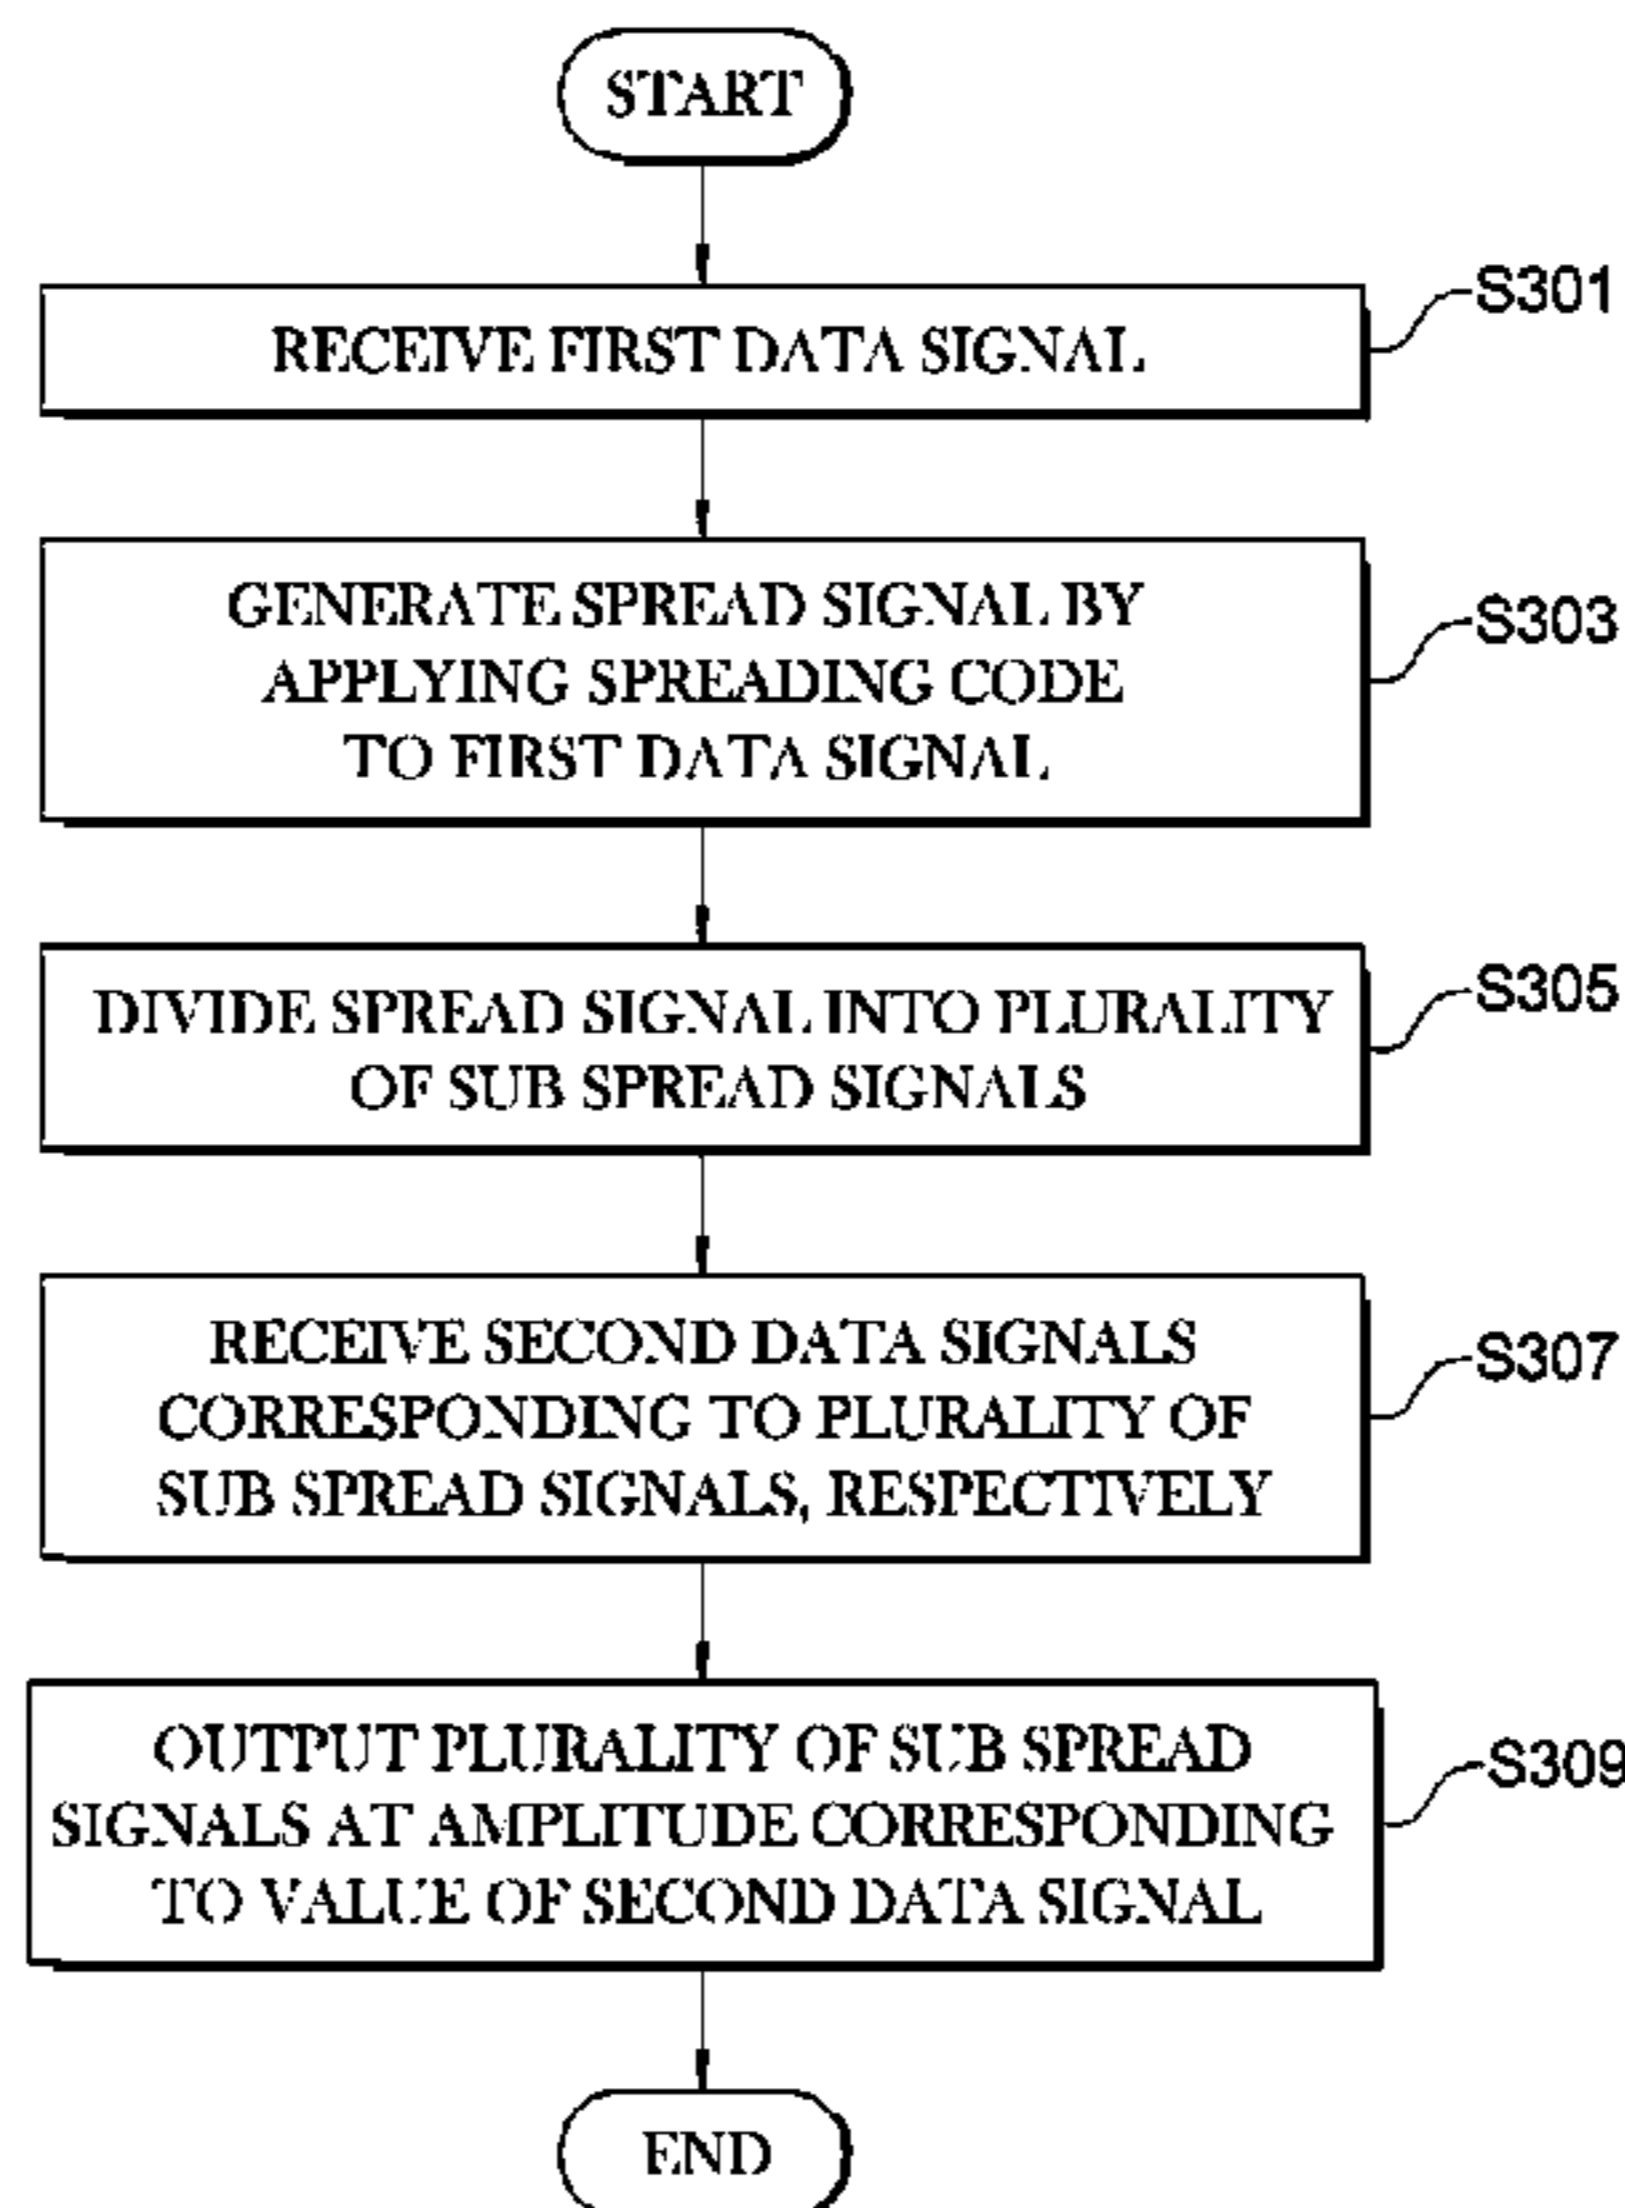 START
S301
RECEIVE FIRST DATA SIGNAL
S303
GENERATE SPREAD SIGNAL BY
APPLYING SPREADING CODE
TO FIRST DATA SIGNAL
S305
DIVIDE SPREAD SIGNAL INTO PLURALITY
OF SUB SPREAD SIGNALS
S307
RECEIVE SECOND DATA SIGNALS
CORRESPONDING TO PLURALITY OF
SUB SPREAD SIGNALS, RESPECTIVELY
S309
OUTPUT PLURALITY OF SUB SPREAD
SIGNALS AT AMPLITUDE CORRESPONDING
TO VALUE OF SECOND DATA SIGNAL
END